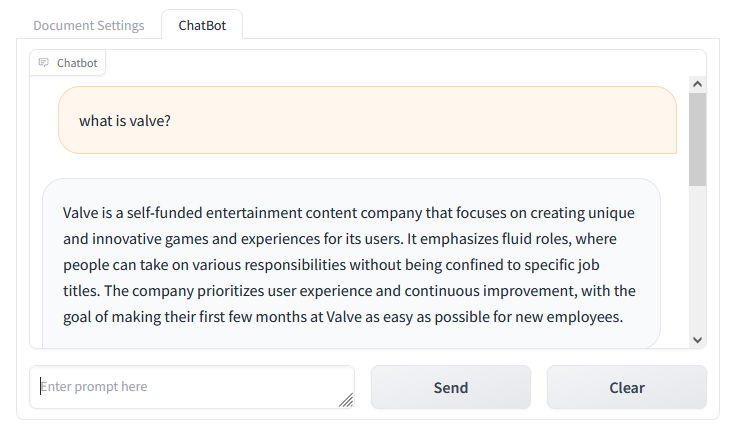 Document Settings
ChatBot
Chatbot
what is valve?
Valve is a self-funded entertainment content company that focuses on creating unique
and innovative games and experiences for its users. It emphasizes fluid roles, where
people can take on various responsibilities without being confined to specific job
titles. The company prioritizes user experience and continuous improvement, with the
goal of making their first few months at Valve as easy as possible for new employees.
Enter prompt here
Send
Clear